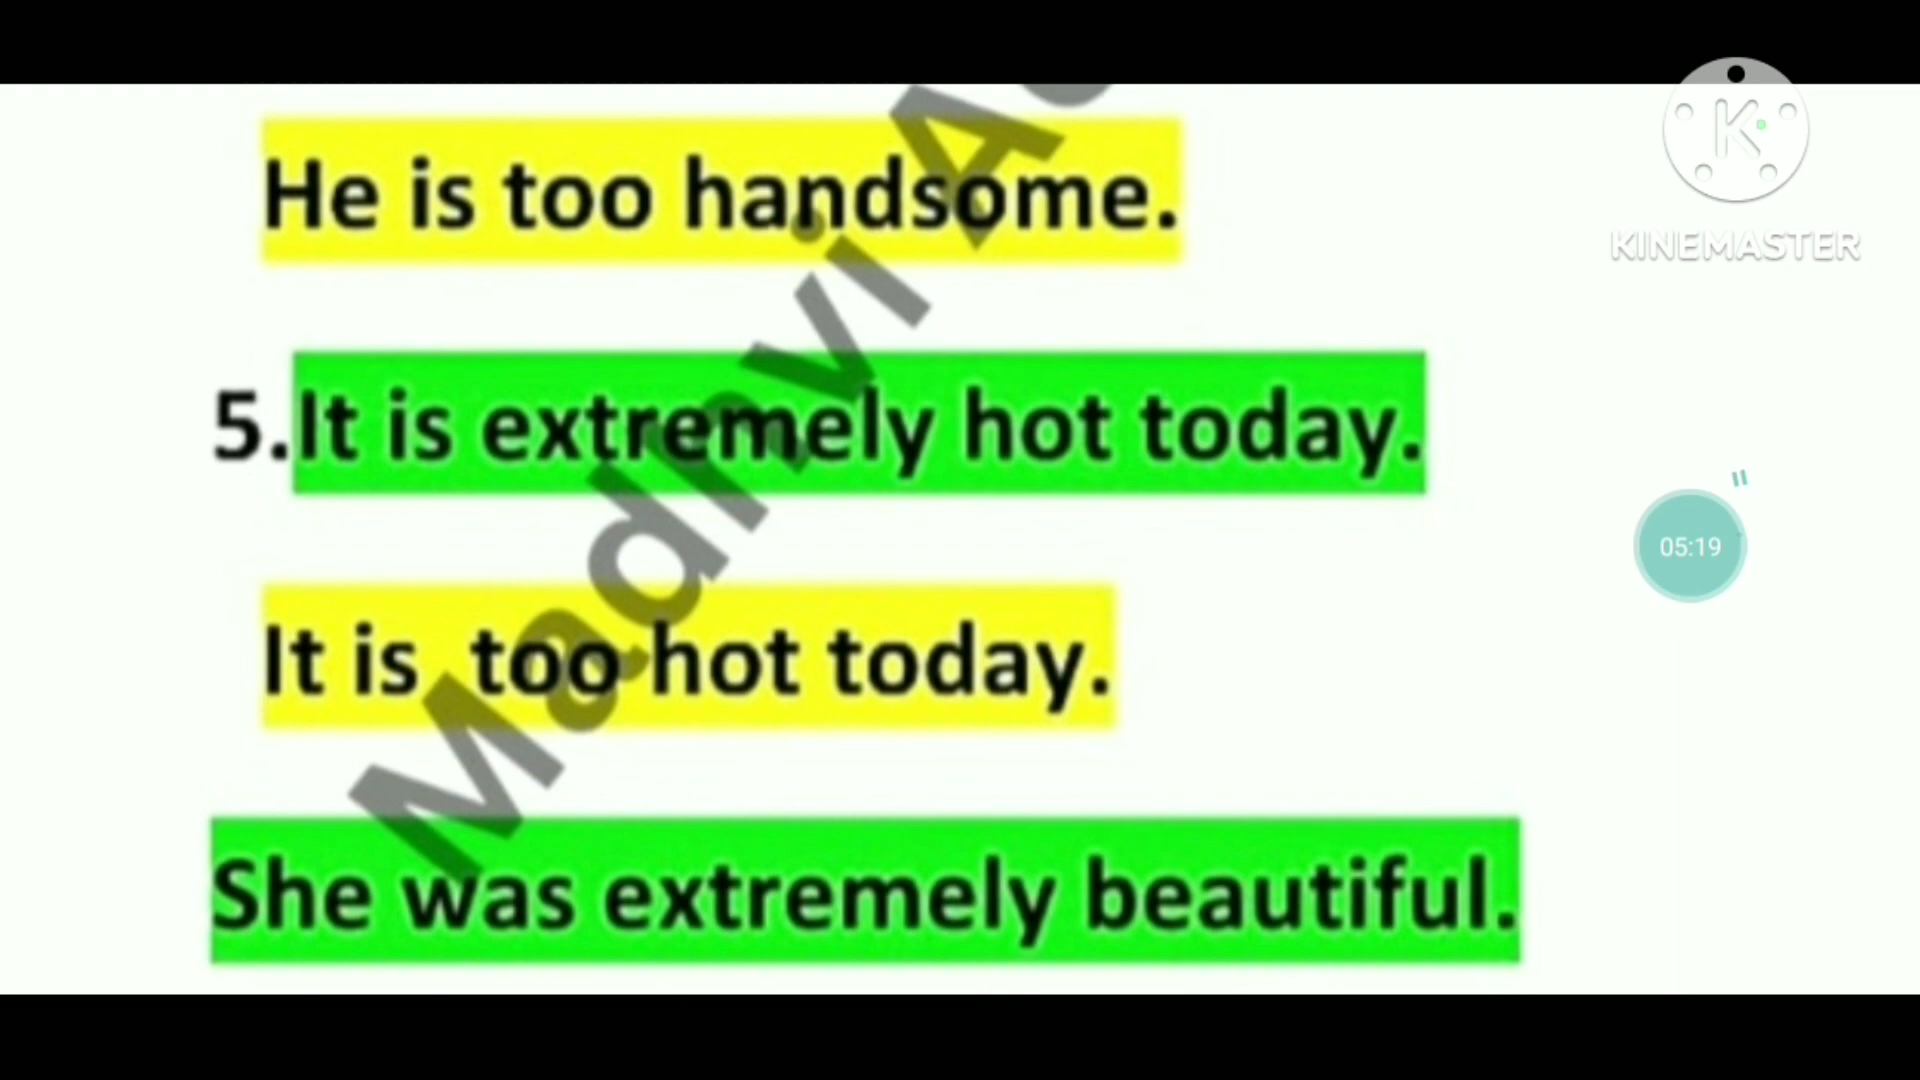 He is too handsome.
KINEMASTER
5.It is extremely hot today.
05:19
It is too hot today.
She was extremely beautiful.
Madhvi